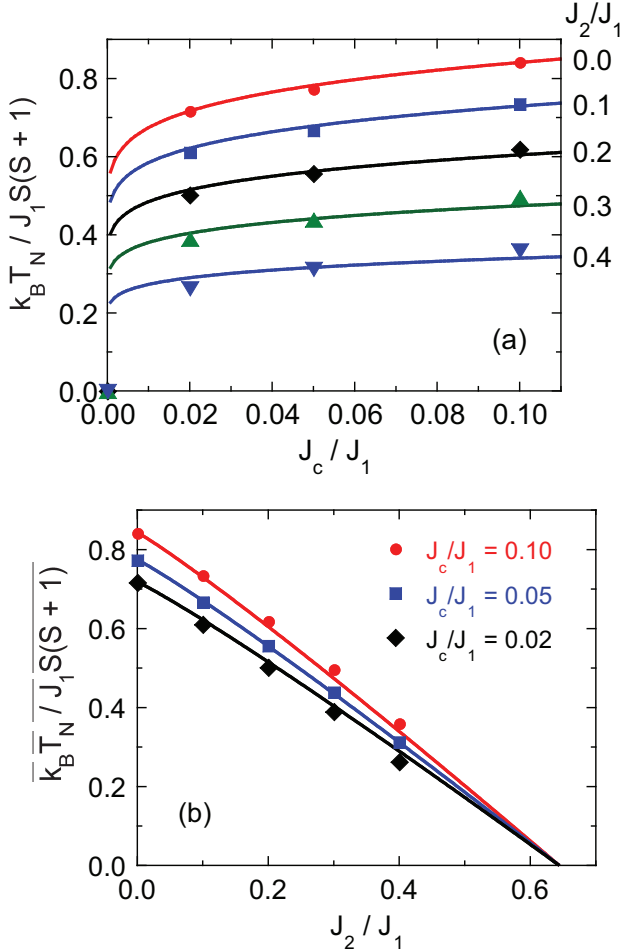 J2/J1
0.8
0.6
0.4
0.2
0.0
kBTN / J1S(S + 1)
0.0
0.1
0.2
0.3
0.4
(a)
0.00 0.02 0.04 0.06 0.08 0.10
Jc / J1
0.8
0.6
0.4
0.2
0.0
kBTN / J1S(S + 1)
Jc/J1 = 0.10
Jc/J1 = 0.05
Jc/J1 = 0.02
(b)
0.0 0.2 0.4 0.6
J2 / J1